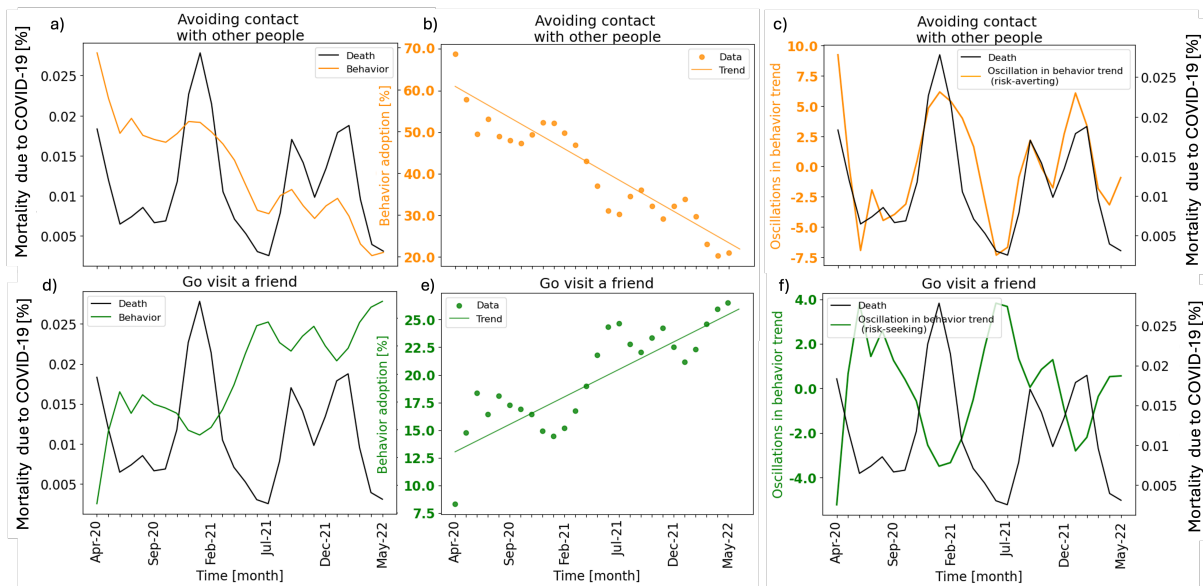 a)
Avoiding contact
with other people
Mortality due to COVID-19 [%]
0.025
0.02
0.015
0.01
0.005
Death
Behavior
b)
Avoiding contact
with other people
Behavior adoption [%]
70.0
60.0
50.0
40.0
30.0
20.0
Data
Trend
c)
Avoiding contact
with other people
Oscillations in behavior trend
10.0
7.5
5.0
2.5
0.0
-2.5
-5.0
-7.5
Death
Oscillation in behavior trend
(risk-averting)
0.025
0.020
0.015
0.010
0.005
Mortality due to COVID-19 [%]
d)
Go visit a friend
Mortality due to COVID-19 [%]
0.025
0.02
0.015
0.01
0.005
Death
Behavior
Apr-20
Sep-20
Feb-21
Jul-21
Dec-21
May-22
Time [month]
e)
Go visit a friend
Behavior adoption [%]
25.0
22.5
20.0
17.5
15.0
12.5
10.0
7.5
Data
Trend
Apr-20
Sep-20
Feb-21
Jul-21
Dec-21
May-22
Time [month]
f)
Go visit a friend
Oscillations in behavior trend
4.0
2.0
0.0
-2.0
-4.0
Death
Oscillation in behavior trend
(risk-seeking)
0.025
0.020
0.015
0.010
0.005
Mortality due to COVID-19 [%]
Apr-20
Sep-20
Feb-21
Jul-21
Dec-21
May-22
Time [month]